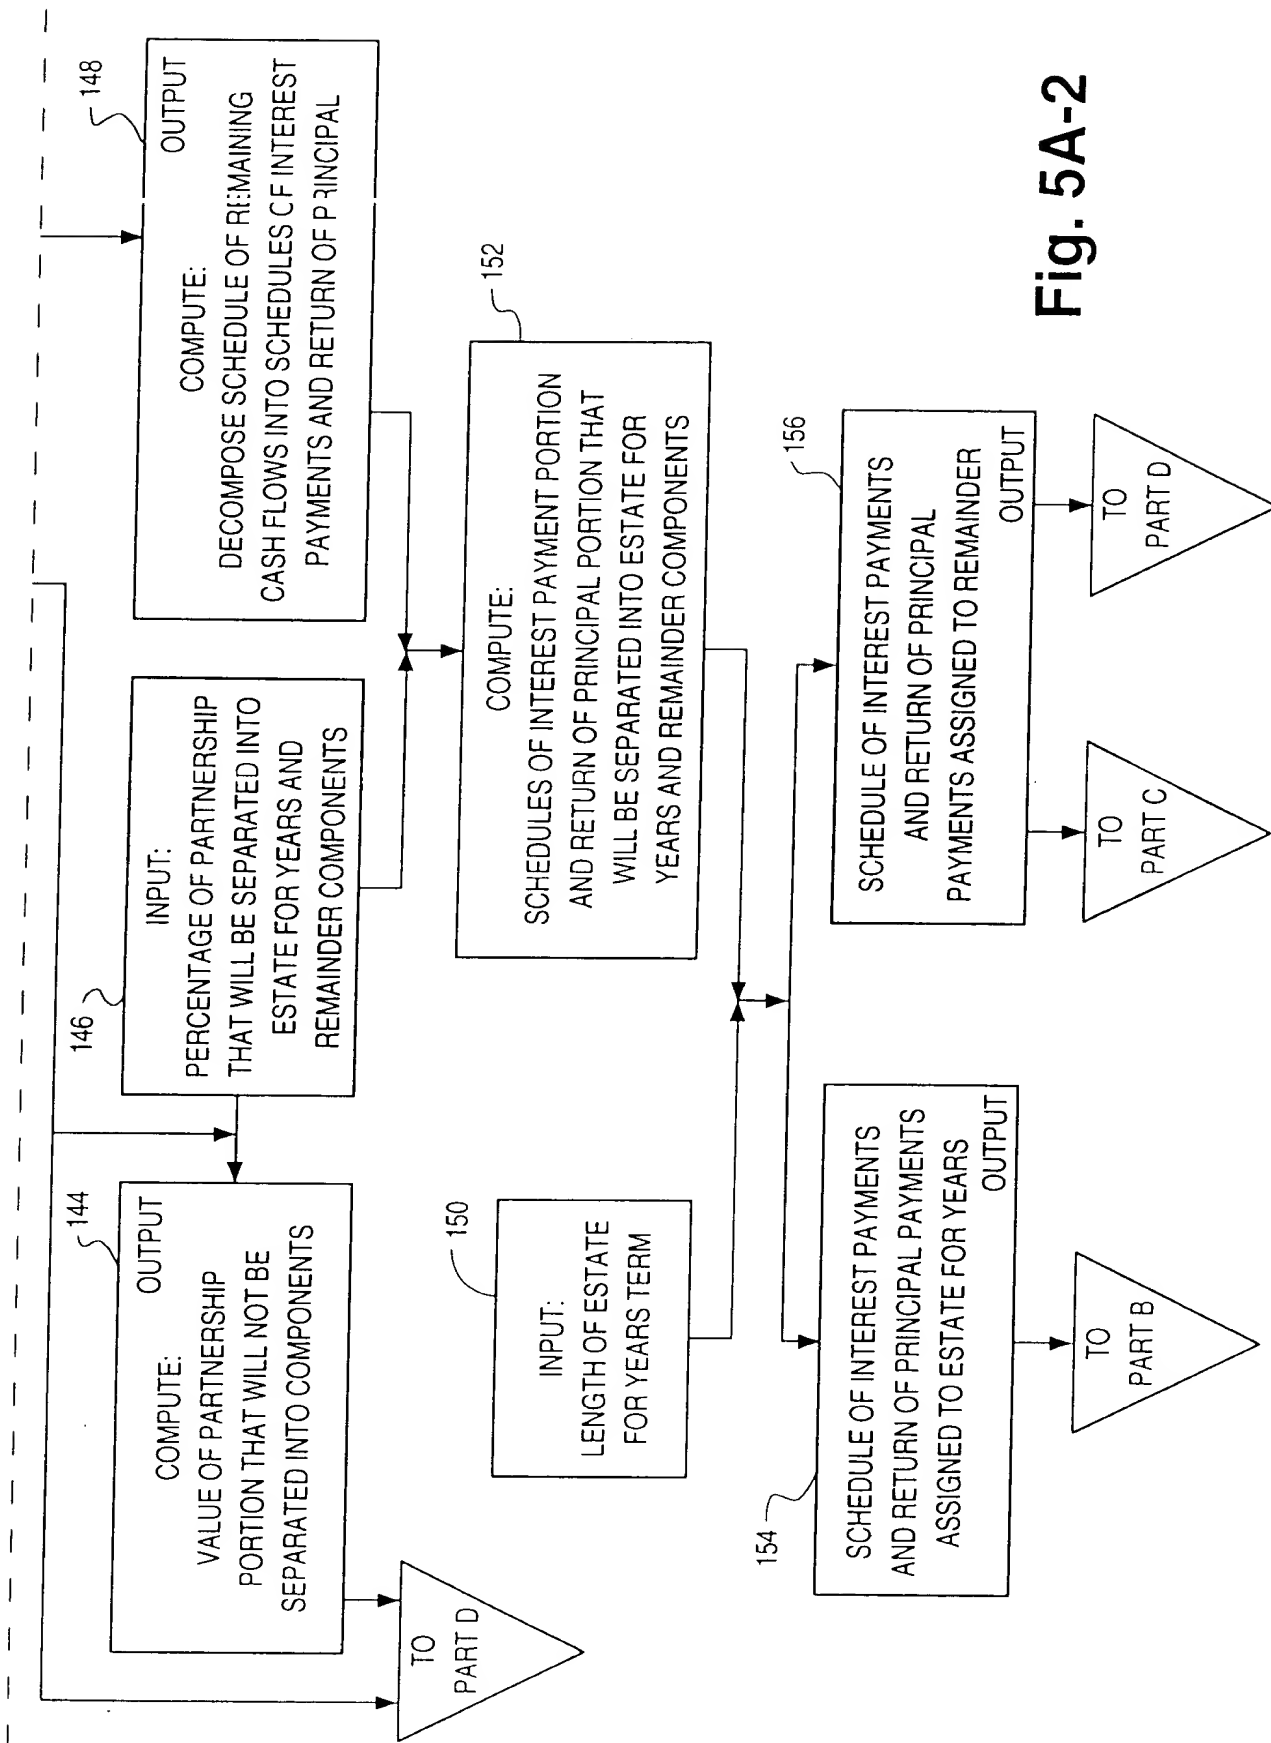 144
OUTPUT
COMPUTE:
VALUE OF PARTNERSHIP
PORTION THAT WILL NOT BE
SEPARATED INTO COMPONENTS
TO
PART D
146
INPUT:
PERCENTAGE OF PARTNERSHIP
THAT WILL BE SEPARATED INTO
ESTATE FOR YEARS AND
REMAINDER COMPONENTS
148
OUTPUT
COMPUTE:
DECOMPOSE SCHEDULE OF REMAINING
CASH FLOWS INTO SCHEDULES OF INTEREST
PAYMENTS AND RETURN OF PRINCIPAL
150
INPUT:
LENGTH OF ESTATE
FOR YEARS TERM
152
COMPUTE:
SCHEDULES OF INTEREST PAYMENT PORTION
AND RETURN OF PRINCIPAL PORTION THAT
WILL BE SEPARATED INTO ESTATE FOR
YEARS AND REMAINDER COMPONENTS
154
SCHEDULE OF INTEREST PAYMENTS
AND RETURN OF PRINCIPAL PAYMENTS
ASSIGNED TO ESTATE FOR YEARS
OUTPUT
TO
PART B
156
SCHEDULE OF INTEREST PAYMENTS
AND RETURN OF PRINCIPAL
PAYMENTS ASSIGNED TO REMAINDER
OUTPUT
TO
PART C
TO
PART D
Fig. 5A-2